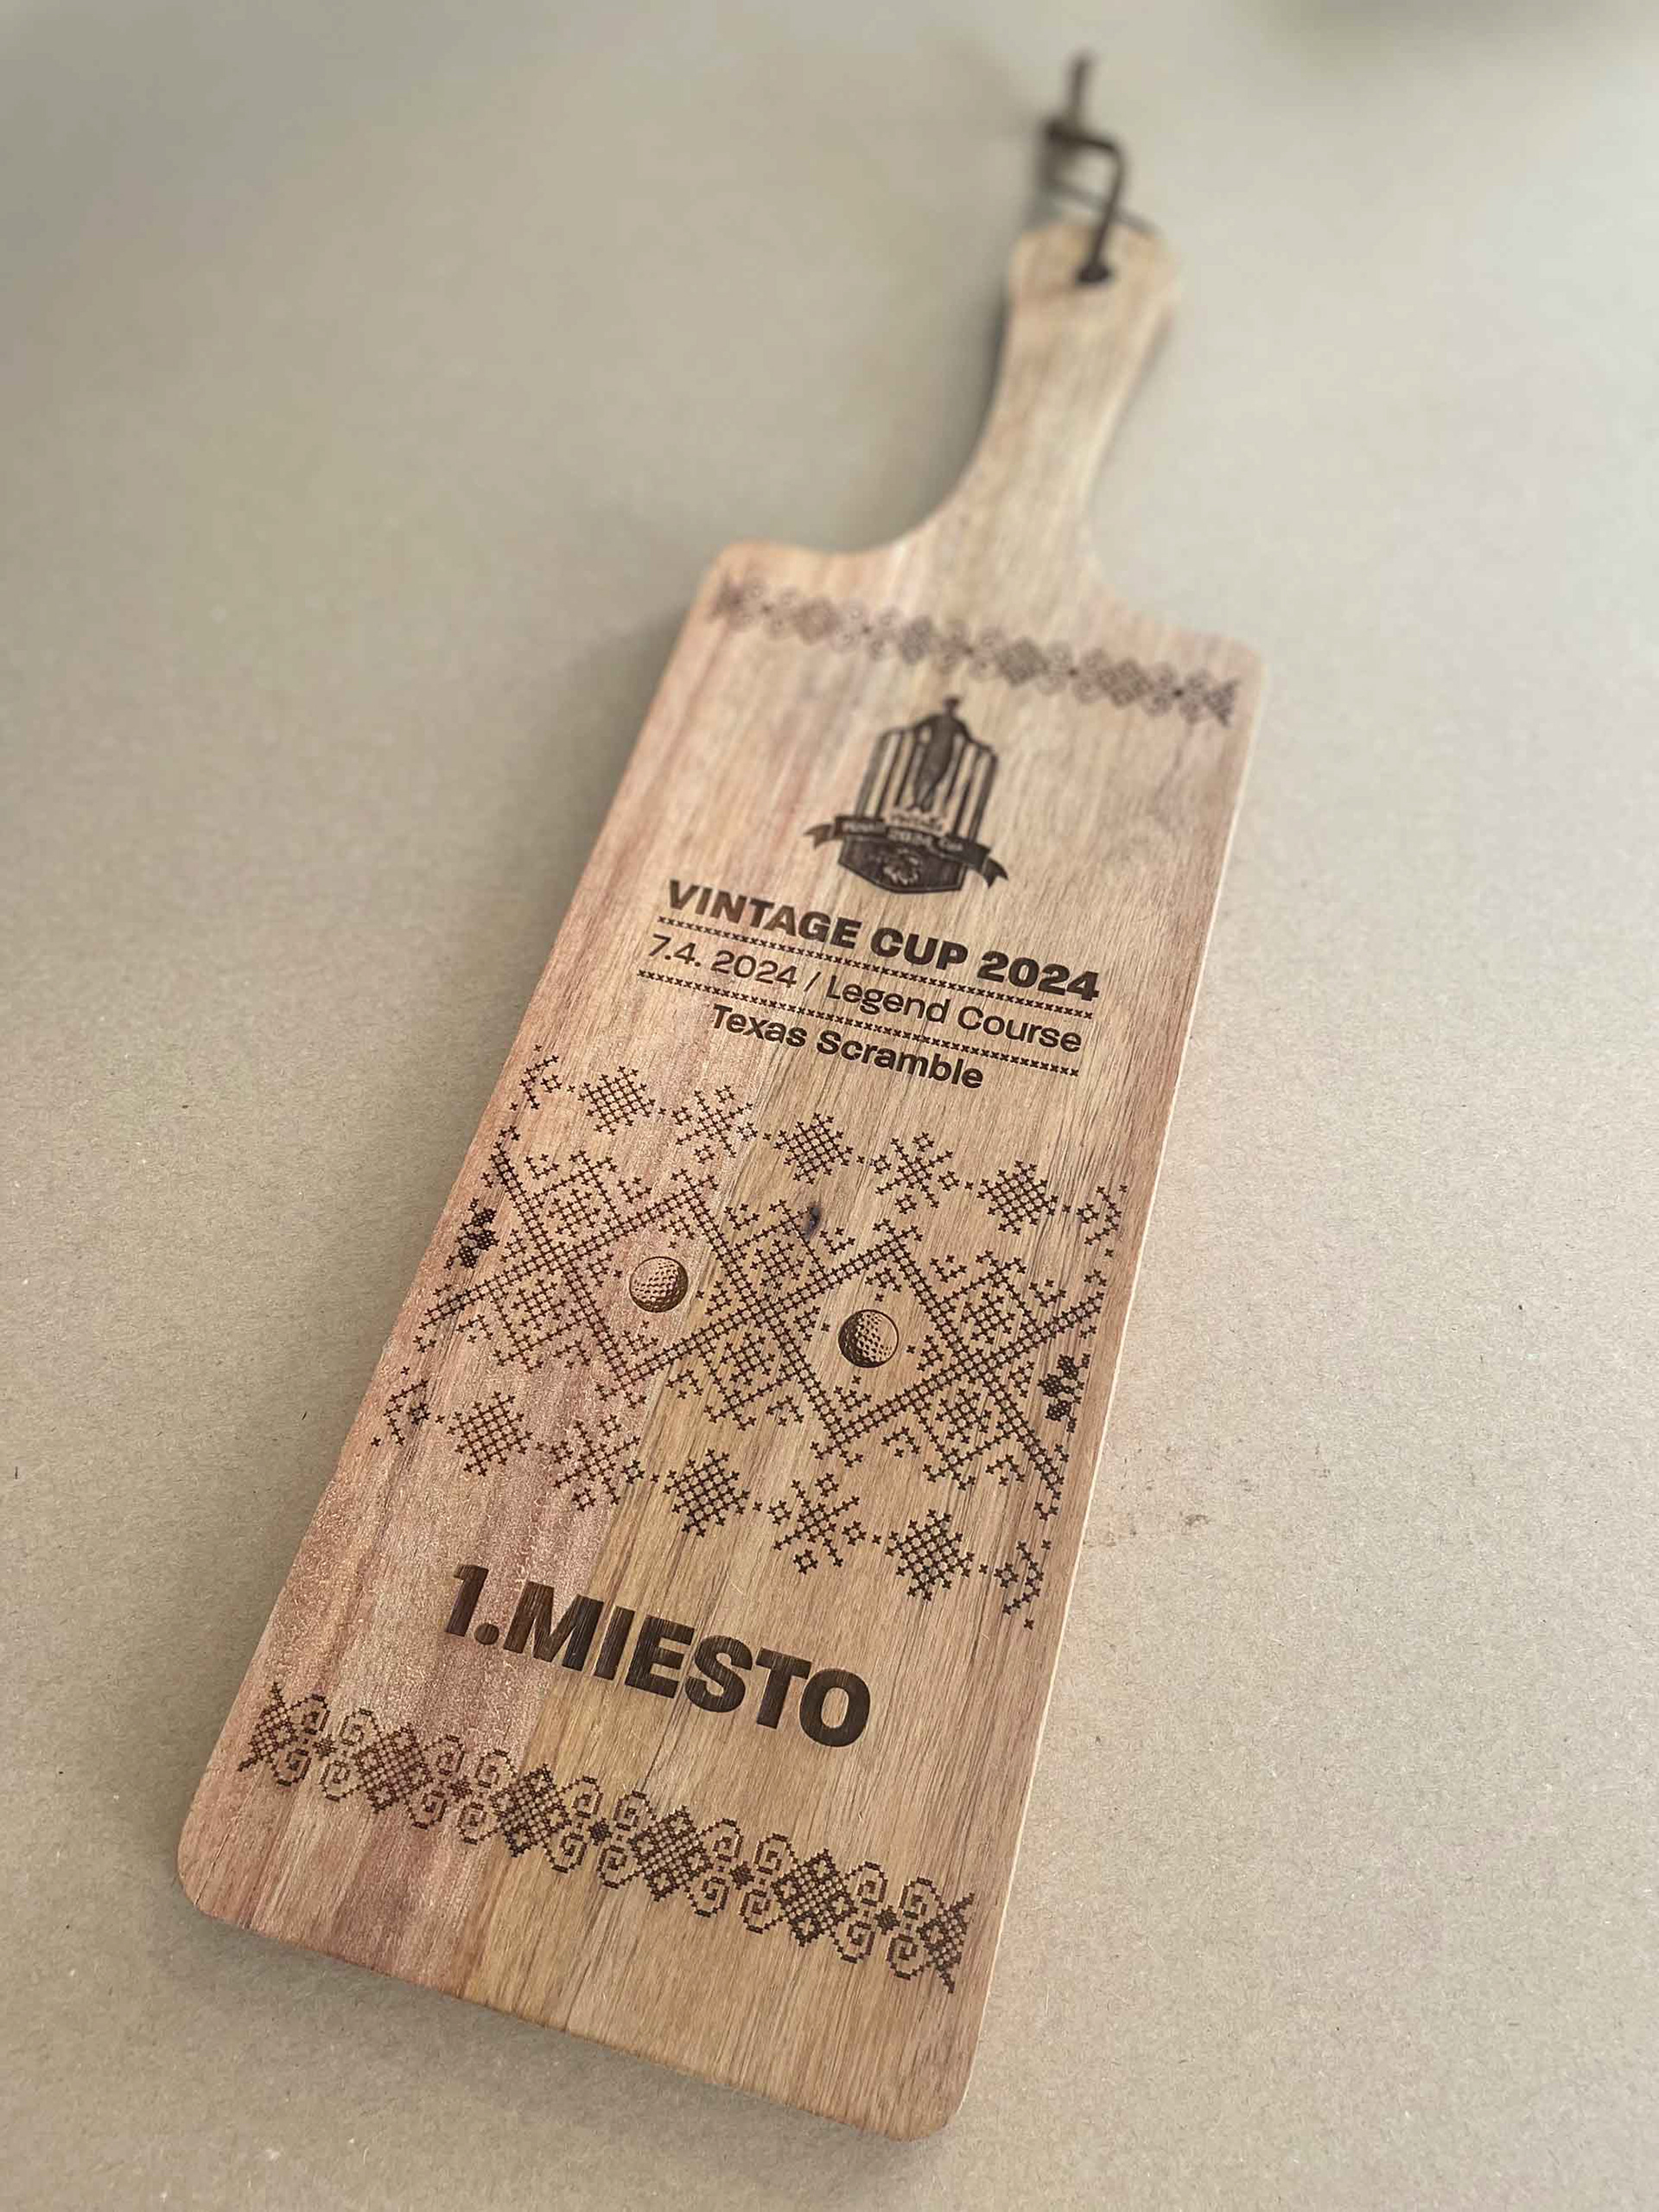 VINTAGE CUP 2024
7.4. 2024 / Legend Course
Texas Scramble
1.MIESTO